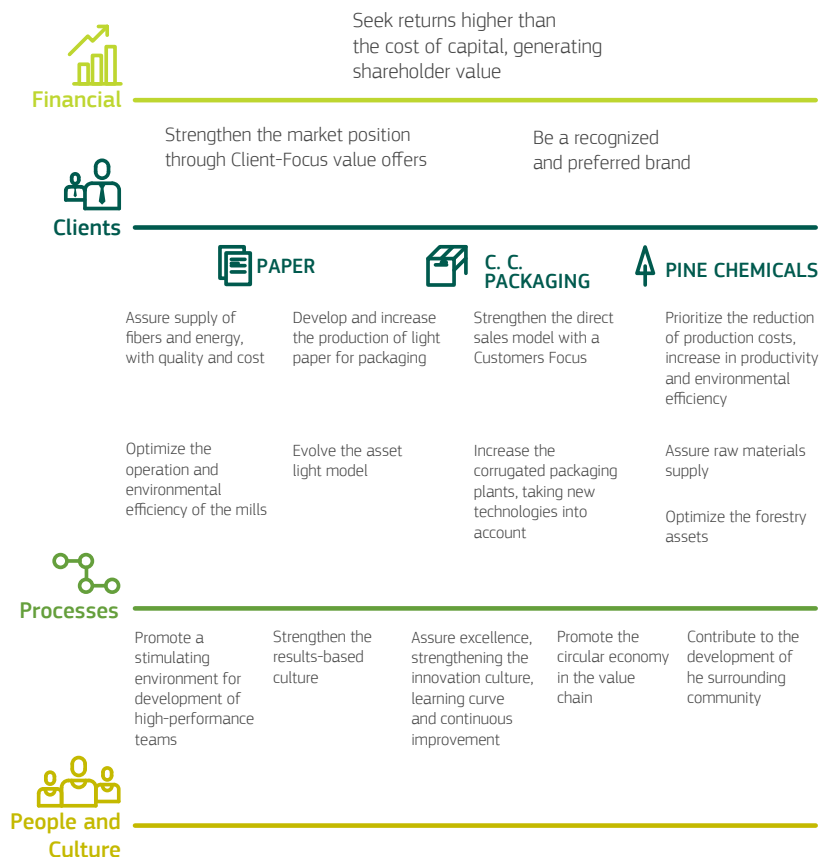 Seek returns higher than
the cost of capital, generating
shareholder value
Financial
Strengthen the market position
through Client-Focus value offers
Be a recognized
and preferred brand
Clients
PAPER
C. C.
PACKAGING
PINE CHEMICALS
Assure supply of
fibers and energy,
with quality and cost
Develop and increase
the production of light
paper for packaging
Strengthen the direct
sales model with a
Customers Focus
Prioritize the reduction
of production costs,
increase in productivity
and environmental
efficiency
Optimize the
operation and
environmental
efficiency of the mills
Evolve the asset
light model
Increase the
corrugated packaging
plants, taking new
technologies into
account
Assure raw materials
supply
Optimize the forestry
assets
Processes
Promote a
stimulating
environment for
development of
high-performance
teams
Strengthen the
results-based
culture
Assure excellence,
strengthening the
innovation culture,
learning curve
and continuous
improvement
Promote the
circular economy
in the value
chain
Contribute to the
development of
he surrounding
community
People and
Culture